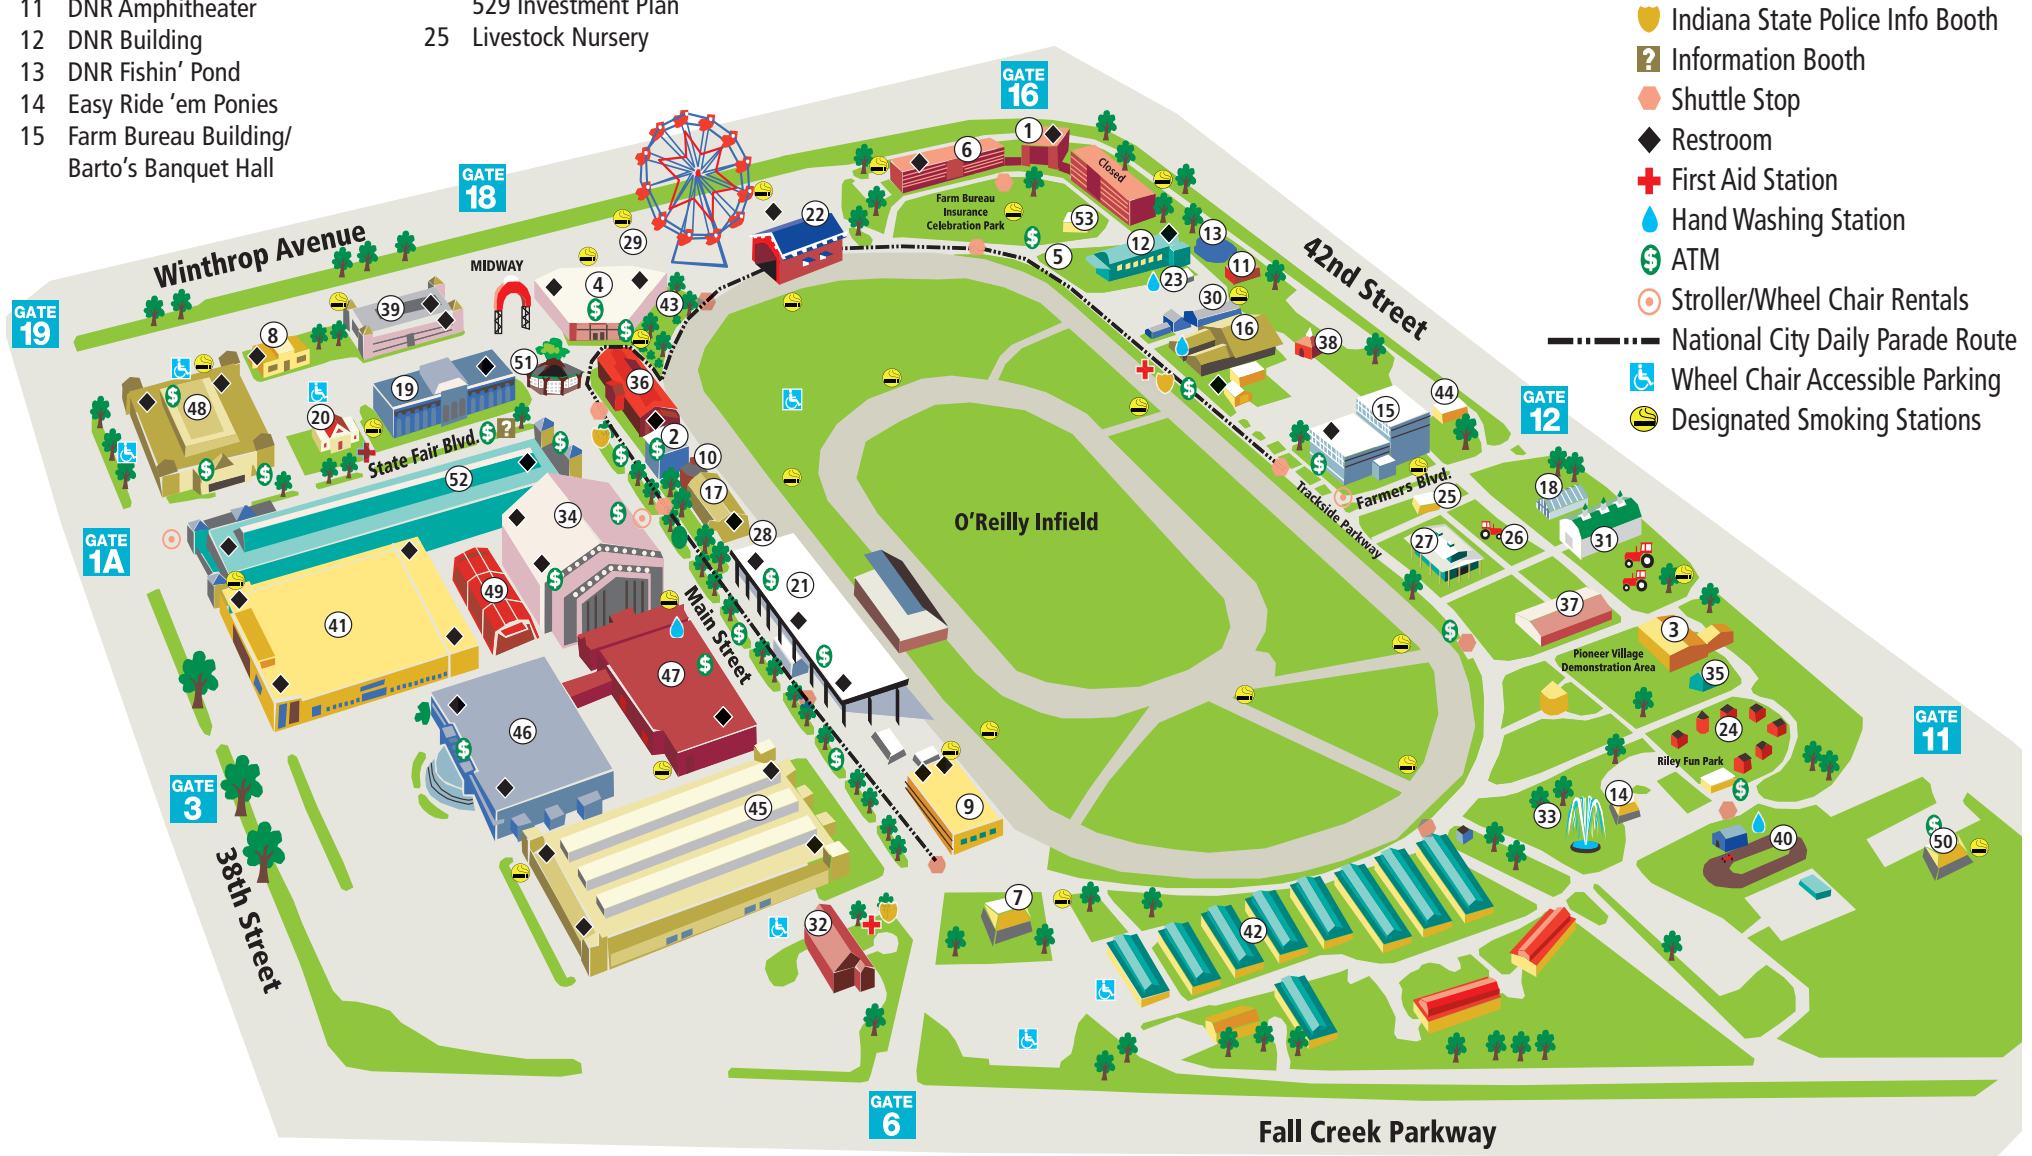 11 DNR Amphitheater
12 DNR Building
13 DNR Fishin' Pond
14 Easy Ride 'em Ponies
15 Farm Bureau Building/
Barto's Banquet Hall
529 Investment Plan
25 Livestock Nursery
Indiana State Police Info Booth
? Information Booth
Shuttle Stop
Restroom
First Aid Station
Hand Washing Station
$ ATM
Stroller/Wheel Chair Rentals
National City Daily Parade Route
Wheel Chair Accessible Parking
Designated Smoking Stations
GATE
16
GATE
18
GATE
19
GATE
1A
GATE
3
GATE
6
GATE
11
GATE
12
Winthrop Avenue
42nd Street
38th Street
Fall Creek Parkway
State Fair Blvd.
Main Street
Farmers Blvd.
Trackside Parkway
MIDWAY
O'Reilly Infield
Farm Bureau
Insurance
Celebration Park
Closed
Pioneer Village
Demonstration Area
Riley Fun Park
1
6
53
5
12
13
11
23
30
16
38
15
44
18
25
26
31
27
37
3
35
24
14
33
40
50
42
7
9
32
45
46
47
41
49
34
52
21
28
17
10
2
36
51
43
4
29
22
39
8
19
20
48